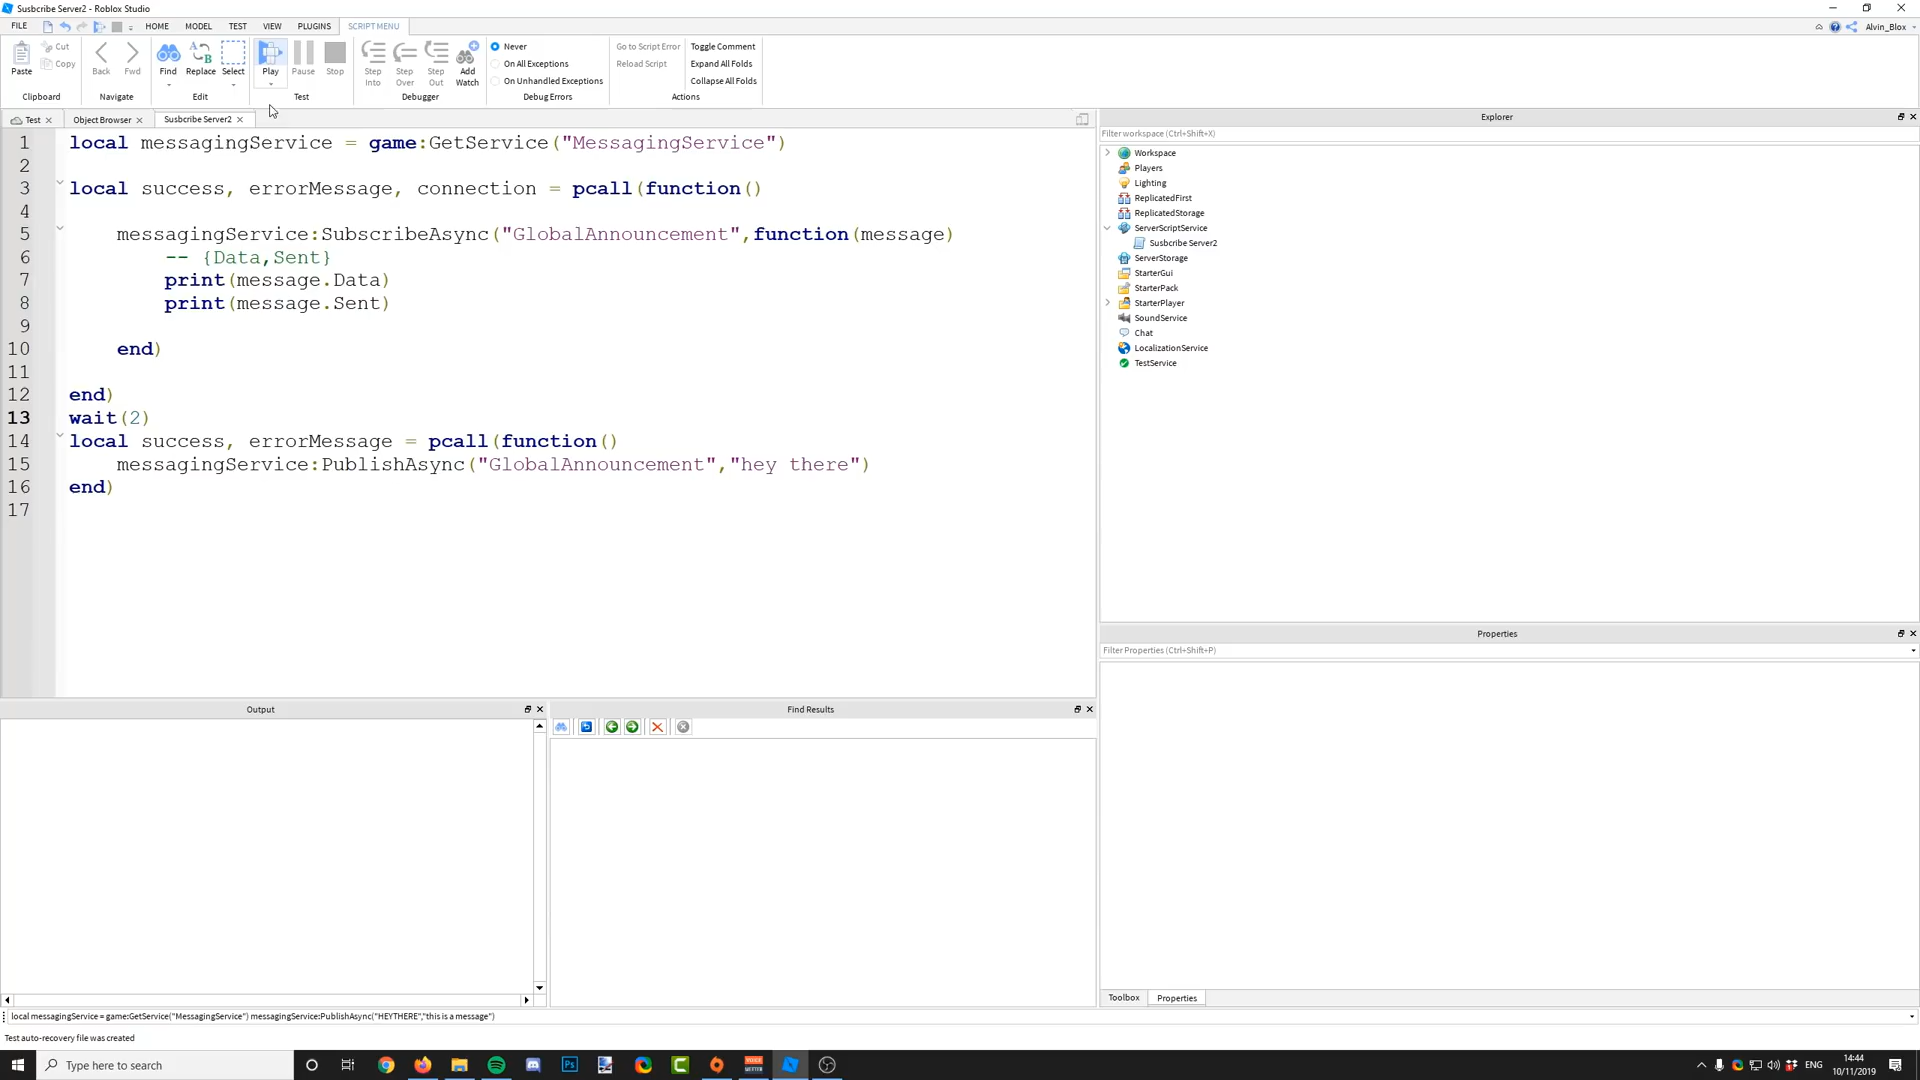 Susbcribe Server2 - Roblox Studio
FILE HOME MODEL TEST VIEW PLUGINS SCRIPT MENU Alvin_Blox
Paste Cut Copy
Clipboard
Back Fwd
Navigate
Find Replace Select
Edit
Play Pause Stop
Test
Step Into Step Over Step Out Add Watch
Debugger
Never
On All Exceptions
On Unhandled Exceptions
Debug Errors
Go to Script Error Toggle Comment
Reload Script Expand All Folds
Collapse All Folds
Actions
Test Object Browser Susbcribe Server2
1 local messagingService = game:GetService("MessagingService")
2
3 local success, errorMessage, connection = pcall(function()
4
5 messagingService:SubscribeAsync("GlobalAnnouncement",function(message)
6 -- {Data,Sent}
7 print(message.Data)
8 print(message.Sent)
9
10 end)
11
12 end)
13 wait(2)
14 local success, errorMessage = pcall(function()
15 messagingService:PublishAsync("GlobalAnnouncement","hey there")
16 end)
17
Explorer
Filter workspace (Ctrl+Shift+X)
Workspace
Players
Lighting
ReplicatedFirst
ReplicatedStorage
ServerScriptService
Susbcribe Server2
ServerStorage
StarterGui
StarterPack
StarterPlayer
SoundService
Chat
LocalizationService
TestService
Properties
Filter Properties (Ctrl+Shift+P)
Output
Find Results
Toolbox Properties
local messagingService = game:GetService("MessagingService") messagingService:PublishAsync("HEYTHERE","this is a message")
Test auto-recovery file was created
Type here to search
ENG
14:44
10/11/2019